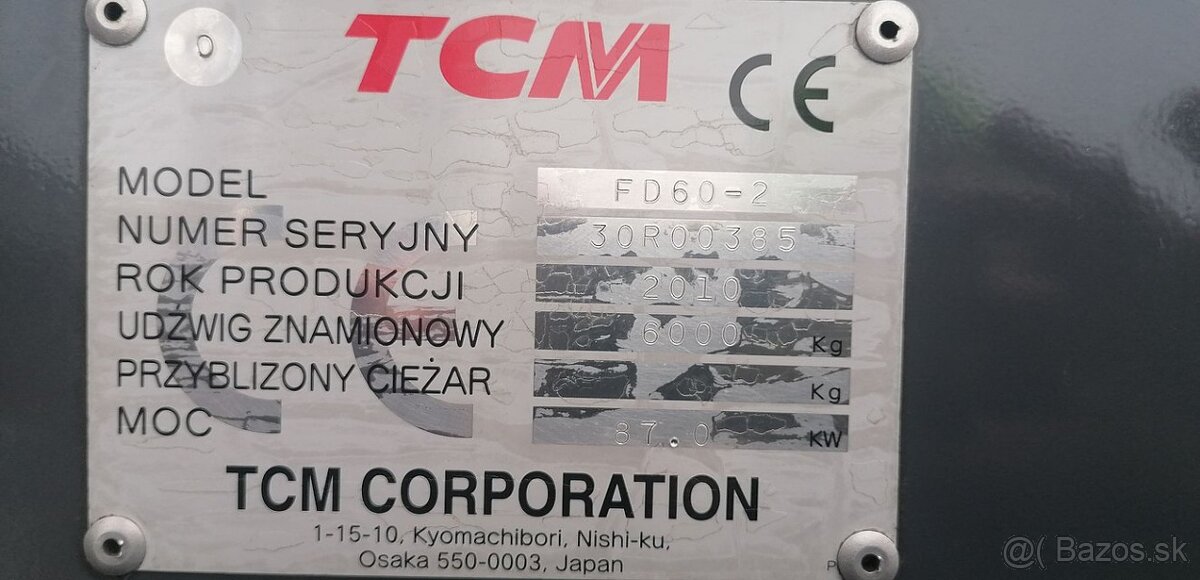 TCM
CE
MODEL FD60-2
NUMER SERYJNY 30R00385
ROK PRODUKCJI 2010
UDŹWIG ZNAMIONOWY 6000 Kg
PRZYBLIZONY CIEŻAR Kg
MOC 87.0 KW
TCM CORPORATION
1-15-10, Kyomachibori, Nishi-ku,
Osaka 550-0003, Japan
P
@( Bazos.sk